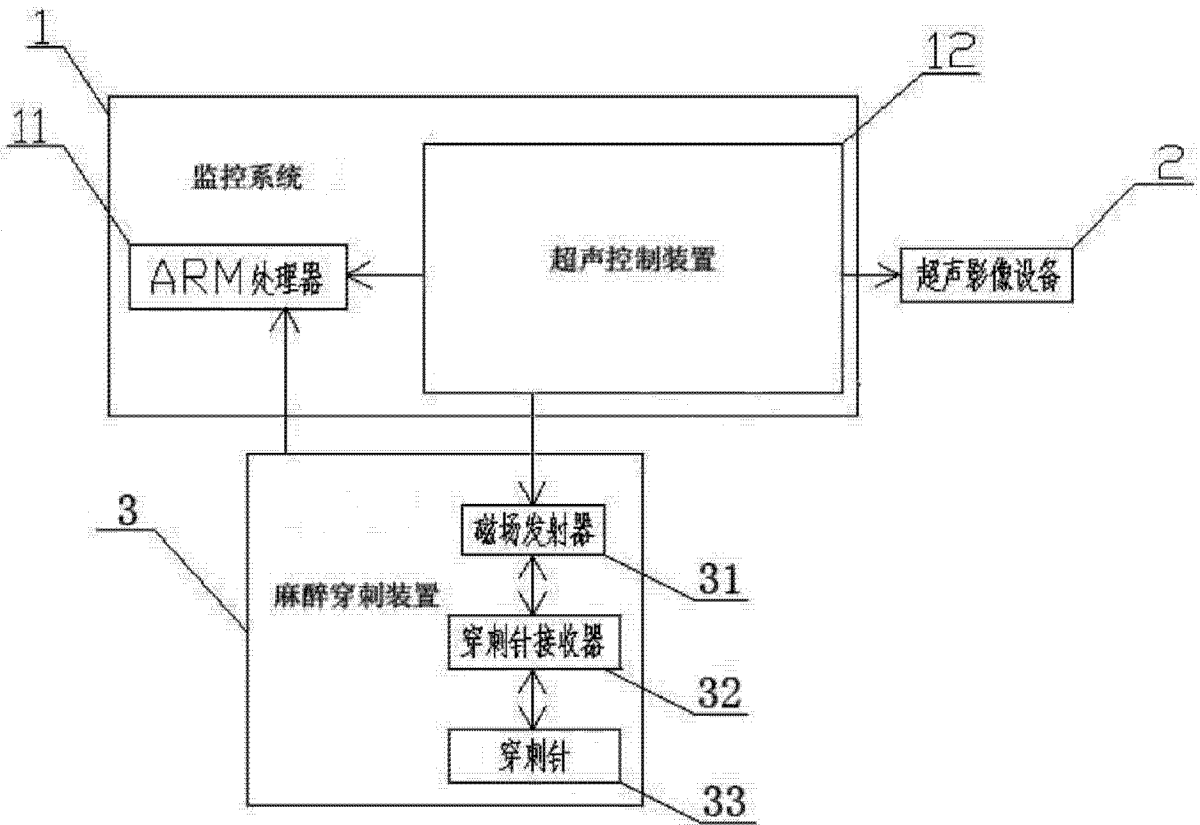 1
12
11
监控系统
2
超声控制装置
ARM处理器
超声影像设备
3
磁场发射器
31
麻醉穿刺装置
穿刺针接收器
32
穿刺针
33